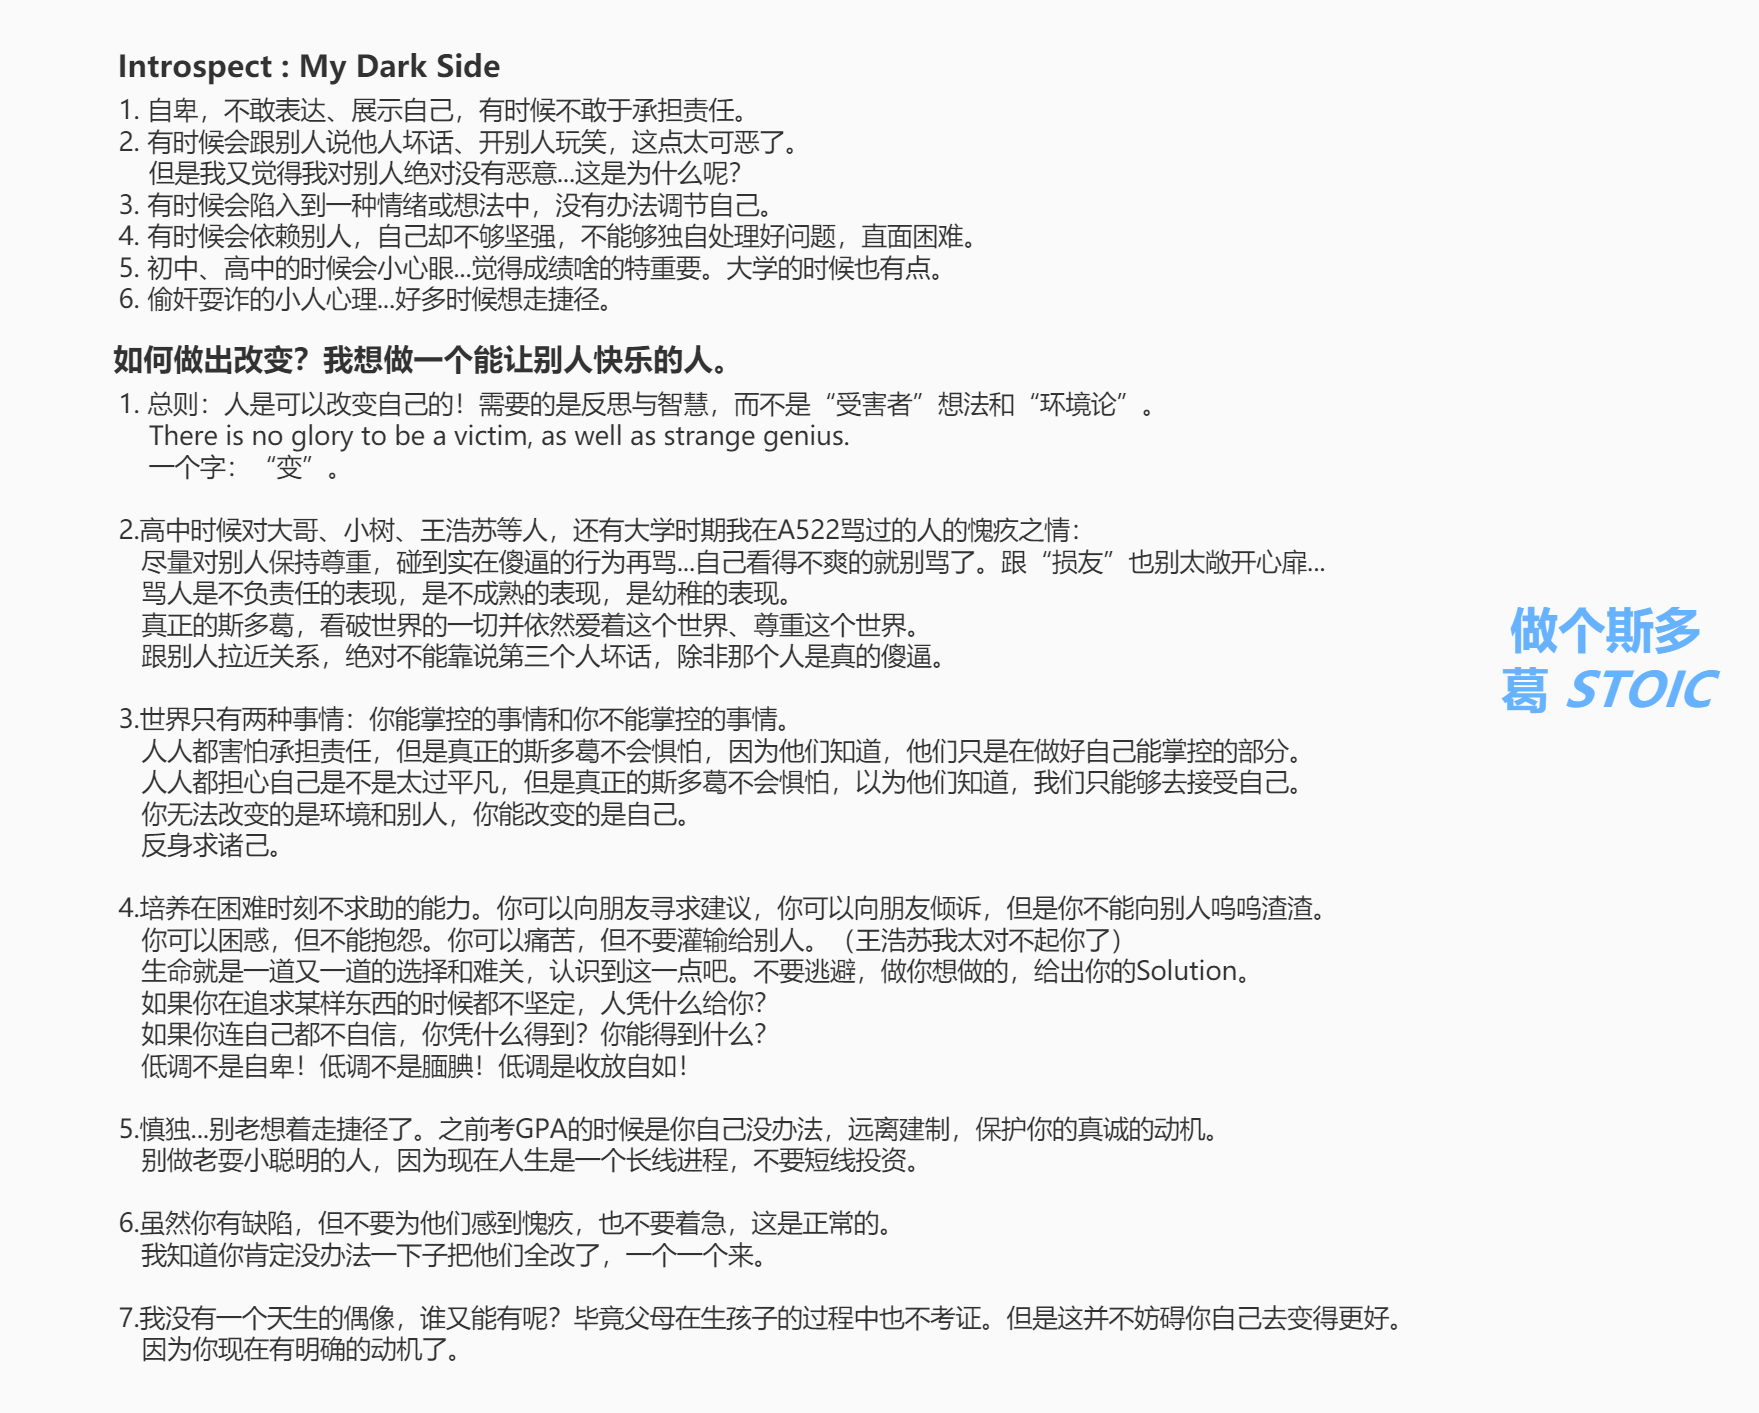 Introspect : My Dark Side
1. 自卑，不敢表达、展示自己，有时候不敢于承担责任。
2. 有时候会跟别人说他人坏话、开别人玩笑，这点太可恶了。
但是我又觉得我对别人绝对没有恶意...这是为什么呢？
3. 有时候会陷入到一种情绪或想法中，没有办法调节自己。
4. 有时候会依赖别人，自己却不够坚强，不能够独自处理好问题，直面困难。
5. 初中、高中的时候会小心眼...觉得成绩啥的特重要。大学的时候也有点。
6. 偷奸耍诈的小人心理...好多时候想走捷径。
如何做出改变？我想做一个能让别人快乐的人。
1. 总则：人是可以改变自己的！需要的是反思与智慧，而不是“受害者”想法和“环境论”。
There is no glory to be a victim, as well as strange genius.
一个字：“变”。
2.高中时候对大哥、小树、王浩苏等人，还有大学时期我在A522骂过的人的愧疚之情：
尽量对别人保持尊重，碰到实在傻逼的行为再骂...自己看得不爽的就别骂了。跟“损友”也别太敞开心扉...
骂人是不负责任的表现，是不成熟的表现，是幼稚的表现。
真正的斯多葛，看破世界的一切并依然爱着这个世界、尊重这个世界。
跟别人拉近关系，绝对不能靠说第三个人坏话，除非那个人是真的傻逼。
做个斯多
葛 STOIC
3.世界只有两种事情：你能掌控的事情和你不能掌控的事情。
人人都害怕承担责任，但是真正的斯多葛不会惧怕，因为他们知道，他们只是在做好自己能掌控的部分。
人人都担心自己是不是太过平凡，但是真正的斯多葛不会惧怕，以为他们知道，我们只能够去接受自己。
你无法改变的是环境和别人，你能改变的是自己。
反身求诸己。
4.培养在困难时刻不求助的能力。你可以向朋友寻求建议，你可以向朋友倾诉，但是你不能向别人呜呜渣渣。
你可以困惑，但不能抱怨。你可以痛苦，但不要灌输给别人。（王浩苏我太对不起你了）
生命就是一道又一道的选择和难关，认识到这一点吧。不要逃避，做你想做的，给出你的Solution。
如果你在追求某样东西的时候都不坚定，人凭什么给你？
如果你连自己都不自信，你凭什么得到？你能得到什么？
低调不是自卑！低调不是腼腆！低调是收放自如！
5.慎独...别老想着走捷径了。之前考GPA的时候是你自己没办法，远离建制，保护你的真诚的动机。
别做老耍小聪明的人，因为现在人生是一个长线进程，不要短线投资。
6.虽然你有缺陷，但不要为他们感到愧疚，也不要着急，这是正常的。
我知道你肯定没办法一下子把他们全改了，一个一个来。
7.我没有一个天生的偶像，谁又能有呢？毕竟父母在生孩子的过程中也不考证。但是这并不妨碍你自己去变得更好。
因为你现在有明确的动机了。